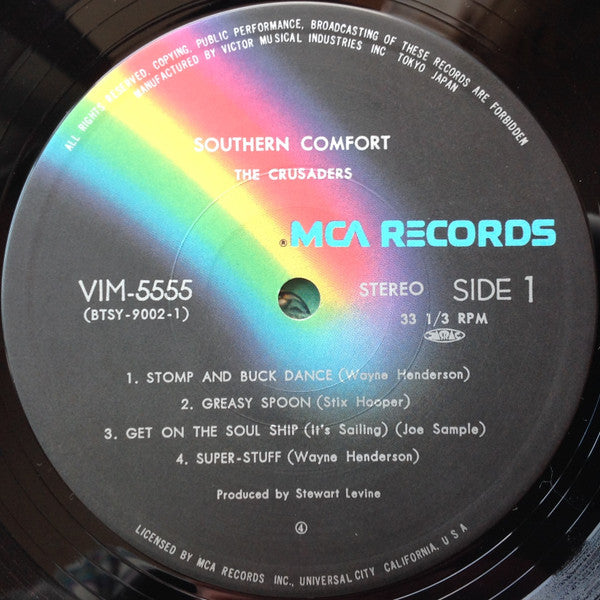 ALL RIGHTS RESERVED, COPYING, PUBLIC PERFORMANCE, BROADCASTING OF THESE RECORDS ARE FORBIDDEN
MANUFACTURED BY VICTOR MUSICAL INDUSTRIES INC TOKYO JAPAN
SOUTHERN COMFORT
THE CRUSADERS
® MCA RECORDS
VIM-5555
(BTSY-9002-1)
STEREO SIDE 1
33 1/3 RPM
JASRAC
1. STOMP AND BUCK DANCE (Wayne Henderson)
2. GREASY SPOON (Stix Hooper)
3. GET ON THE SOUL SHIP (It's Sailing) (Joe Sample)
4. SUPER-STUFF (Wayne Henderson)
Produced by Stewart Levine
④
LICENSED BY MCA RECORDS INC., UNIVERSAL CITY CALIFORNIA, U.S.A